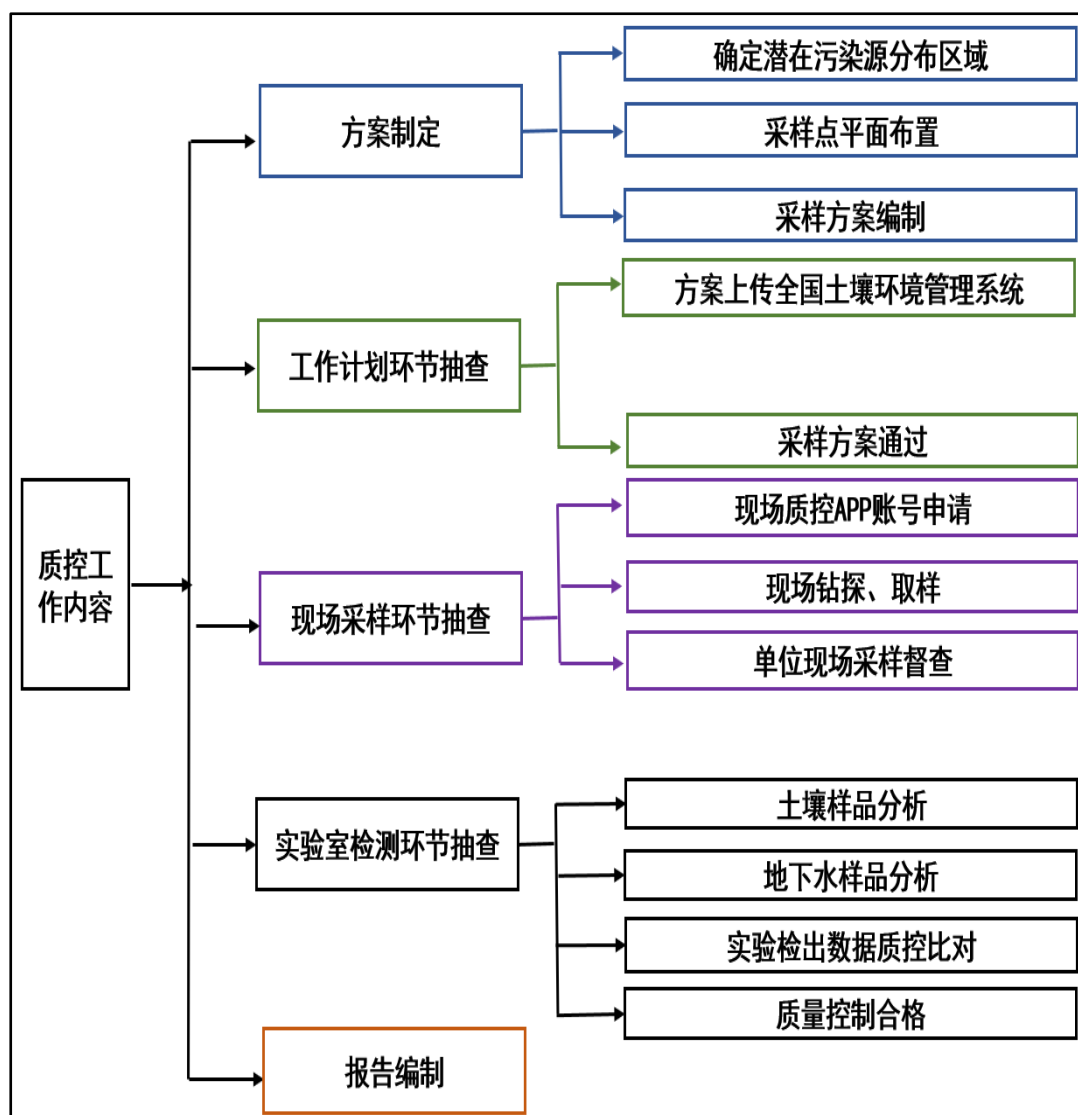 质控工
作内容
方案制定
确定潜在污染源分布区域
采样点平面布置
采样方案编制
工作计划环节抽查
方案上传全国土壤环境管理系统
采样方案通过
现场采样环节抽查
现场质控APP账号申请
现场钻探、取样
单位现场采样督查
实验室检测环节抽查
土壤样品分析
地下水样品分析
实验检出数据质控比对
质量控制合格
报告编制